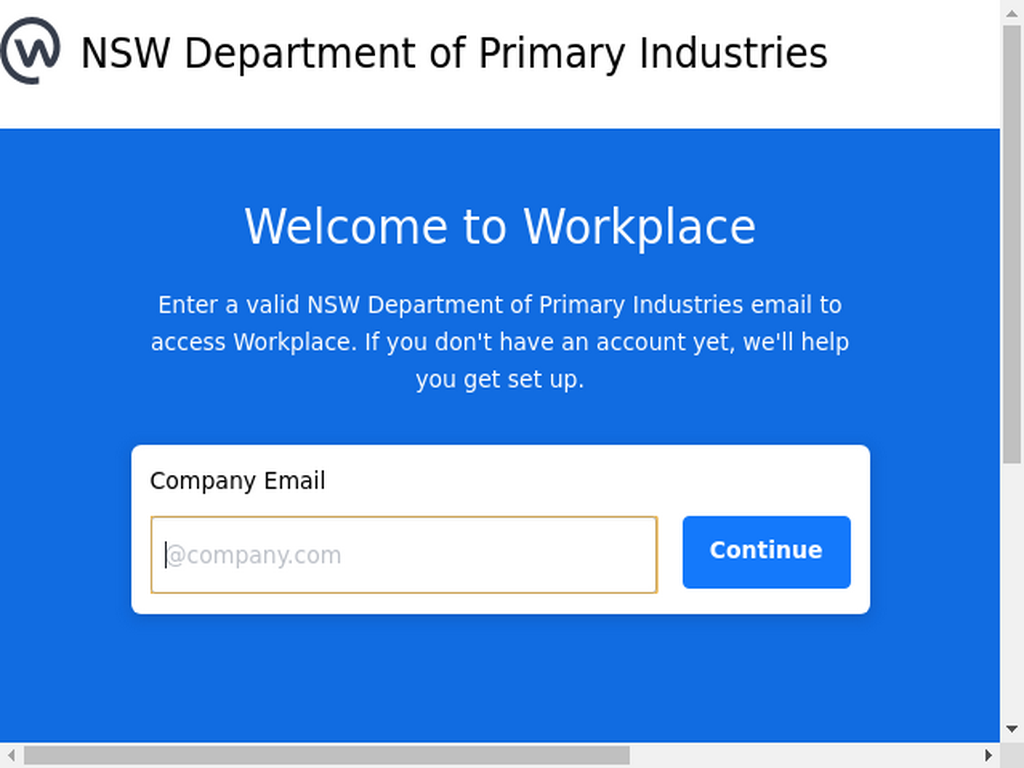 NSW Department of Primary Industries
Welcome to Workplace
Enter a valid NSW Department of Primary Industries email to
access Workplace. If you don't have an account yet, we'll help
you get set up.
Company Email
@company.com
Continue